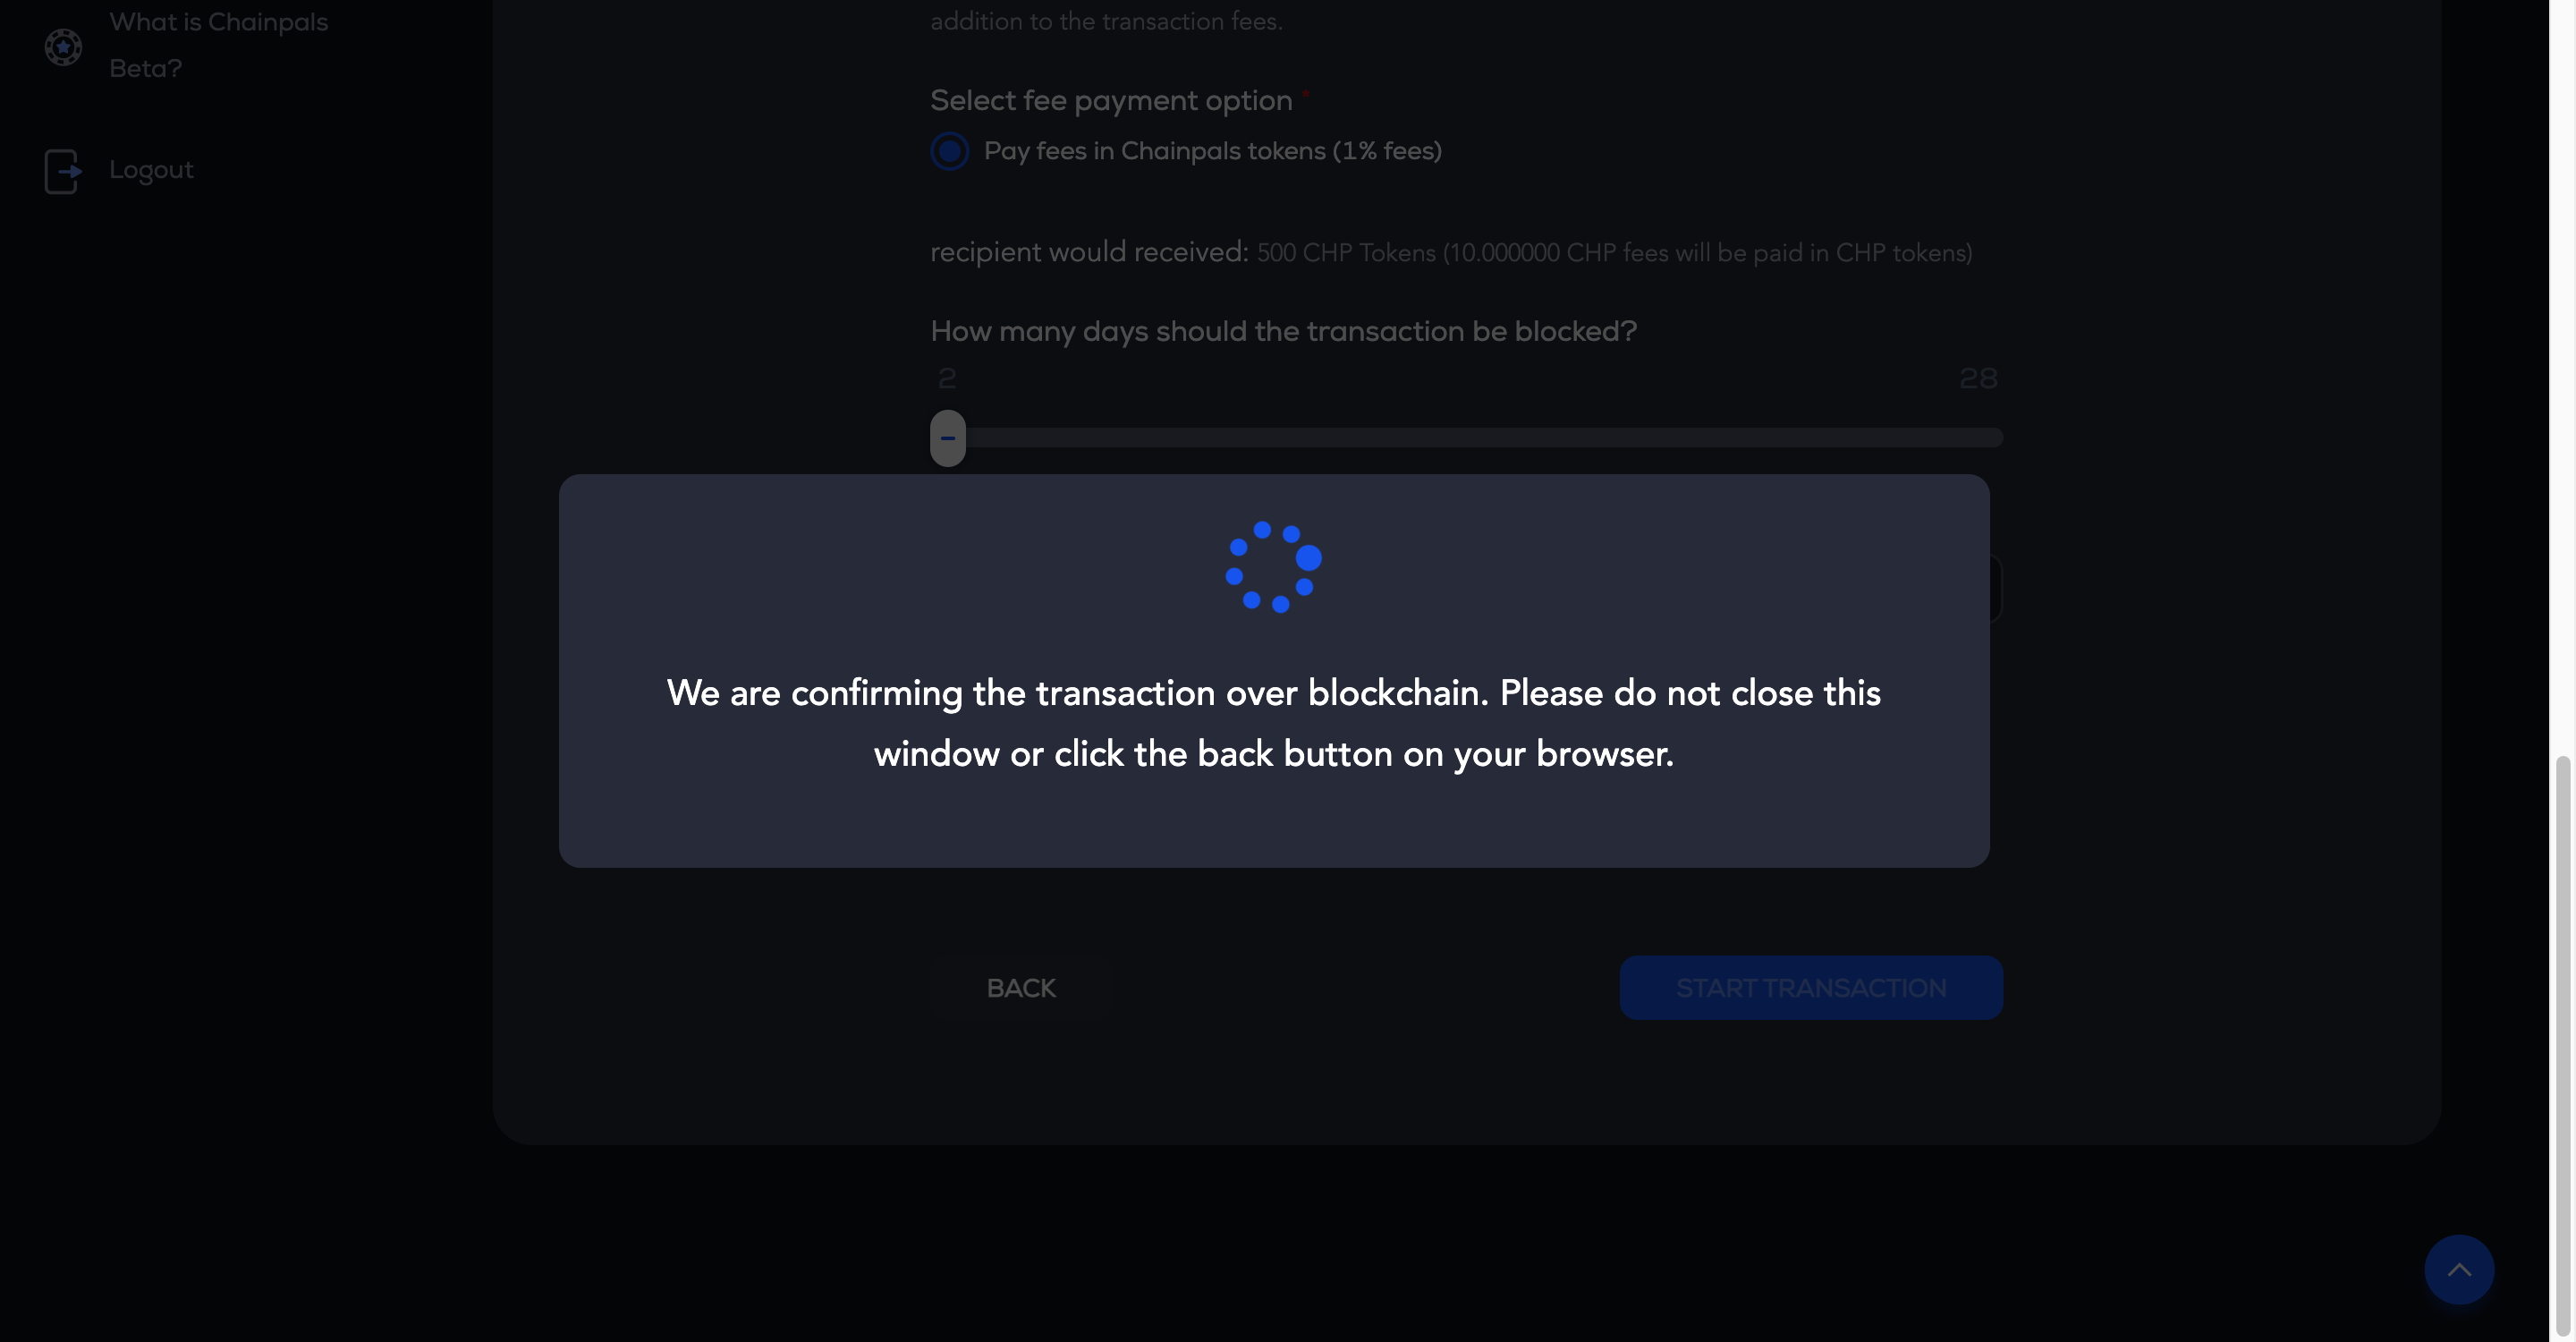 What is Chainpals
Beta?
Logout
addition to the transaction fees.
Select fee payment option *
Pay fees in Chainpals tokens (1% fees)
recipient would received: 500 CHP Tokens (10.000000 CHP fees will be paid in CHP tokens)
How many days should the transaction be blocked?
2 28
We are confirming the transaction over blockchain. Please do not close this
window or click the back button on your browser.
BACK START TRANSACTION